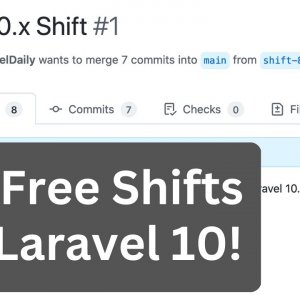 0.x Shift #1
elDaily wants to merge 7 commits into main from shift-8
8 Commits 7 Checks 0 Fi
avel 10.
Free Shifts
Laravel 10!